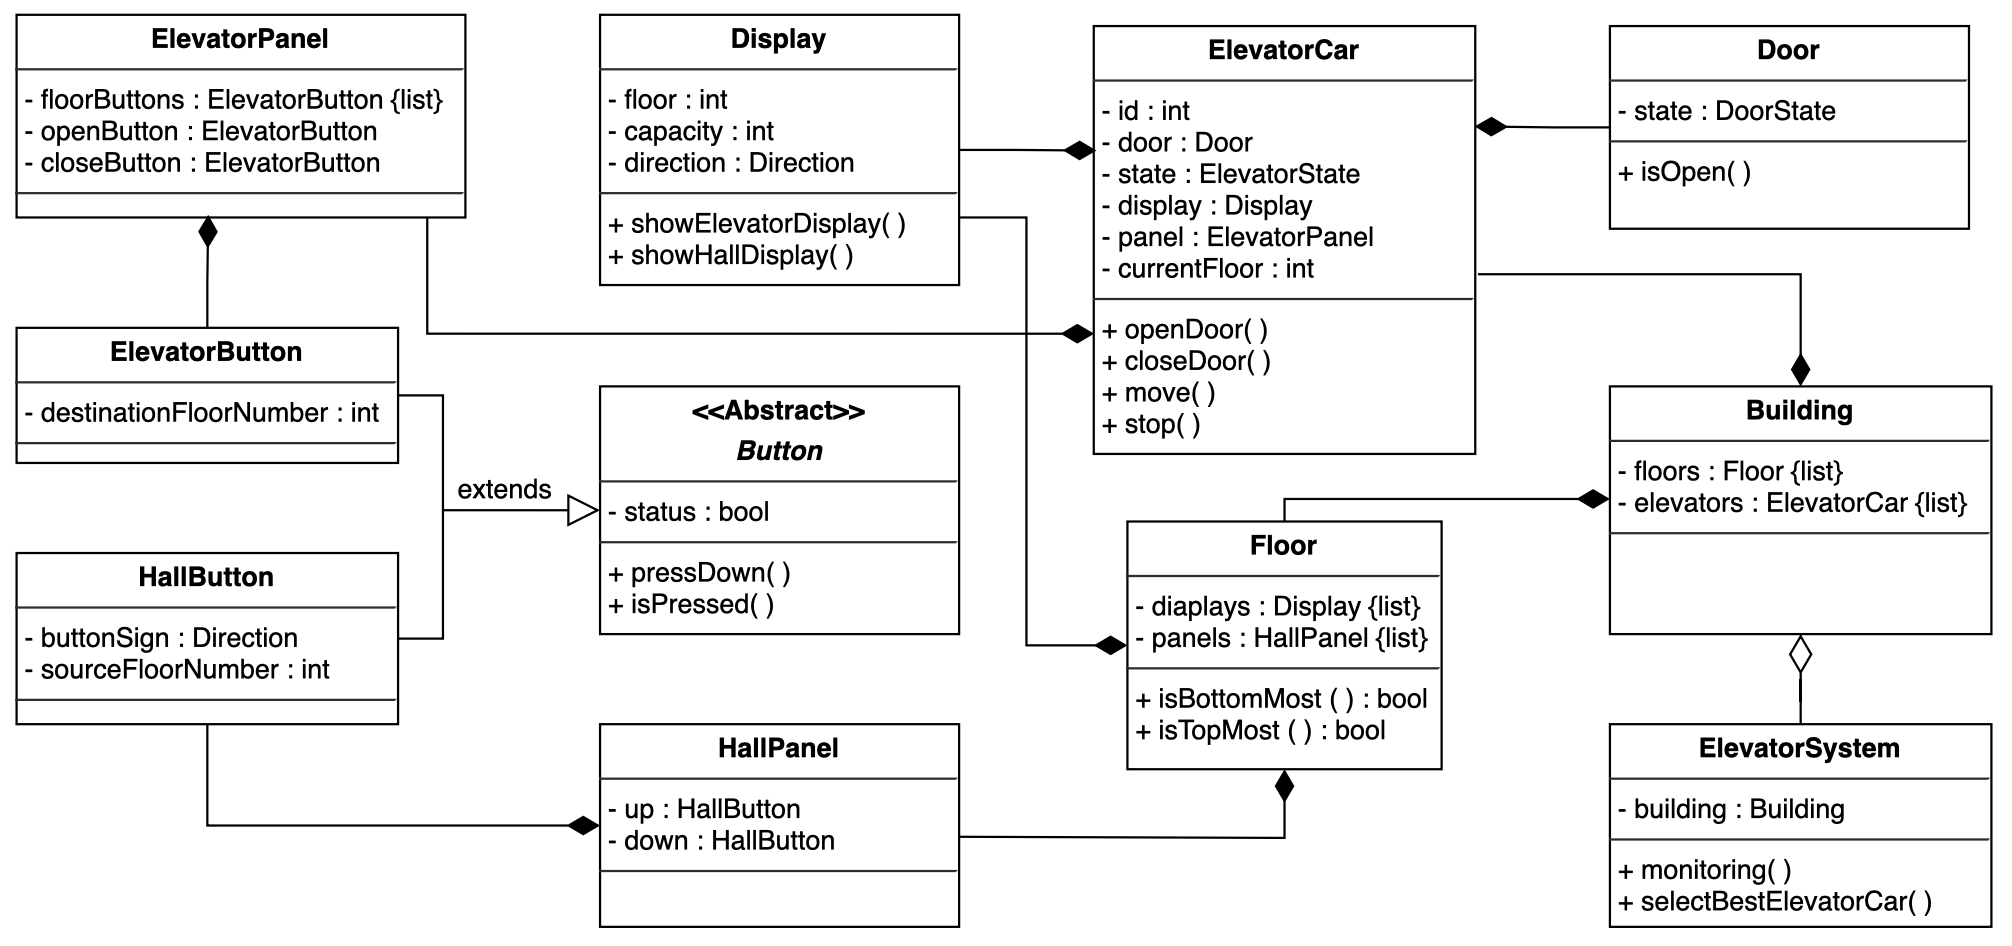 ElevatorPanel
- floorButtons : ElevatorButton {list}
- openButton : ElevatorButton
- closeButton : ElevatorButton
Display
- floor : int
- capacity : int
- direction : Direction
+ showElevatorDisplay( )
+ showHallDisplay( )
ElevatorCar
- id : int
- door : Door
- state : ElevatorState
- display : Display
- panel : ElevatorPanel
- currentFloor : int
+ openDoor( )
+ closeDoor( )
+ move( )
+ stop( )
Door
- state : DoorState
+ isOpen( )
ElevatorButton
- destinationFloorNumber : int
extends
<<Abstract>>
Button
- status : bool
+ pressDown( )
+ isPressed( )
Building
- floors : Floor {list}
- elevators : ElevatorCar {list}
HallButton
- buttonSign : Direction
- sourceFloorNumber : int
Floor
- diaplays : Display {list}
- panels : HallPanel {list}
+ isBottomMost ( ) : bool
+ isTopMost ( ) : bool
HallPanel
- up : HallButton
- down : HallButton
ElevatorSystem
- building : Building
+ monitoring( )
+ selectBestElevatorCar( )